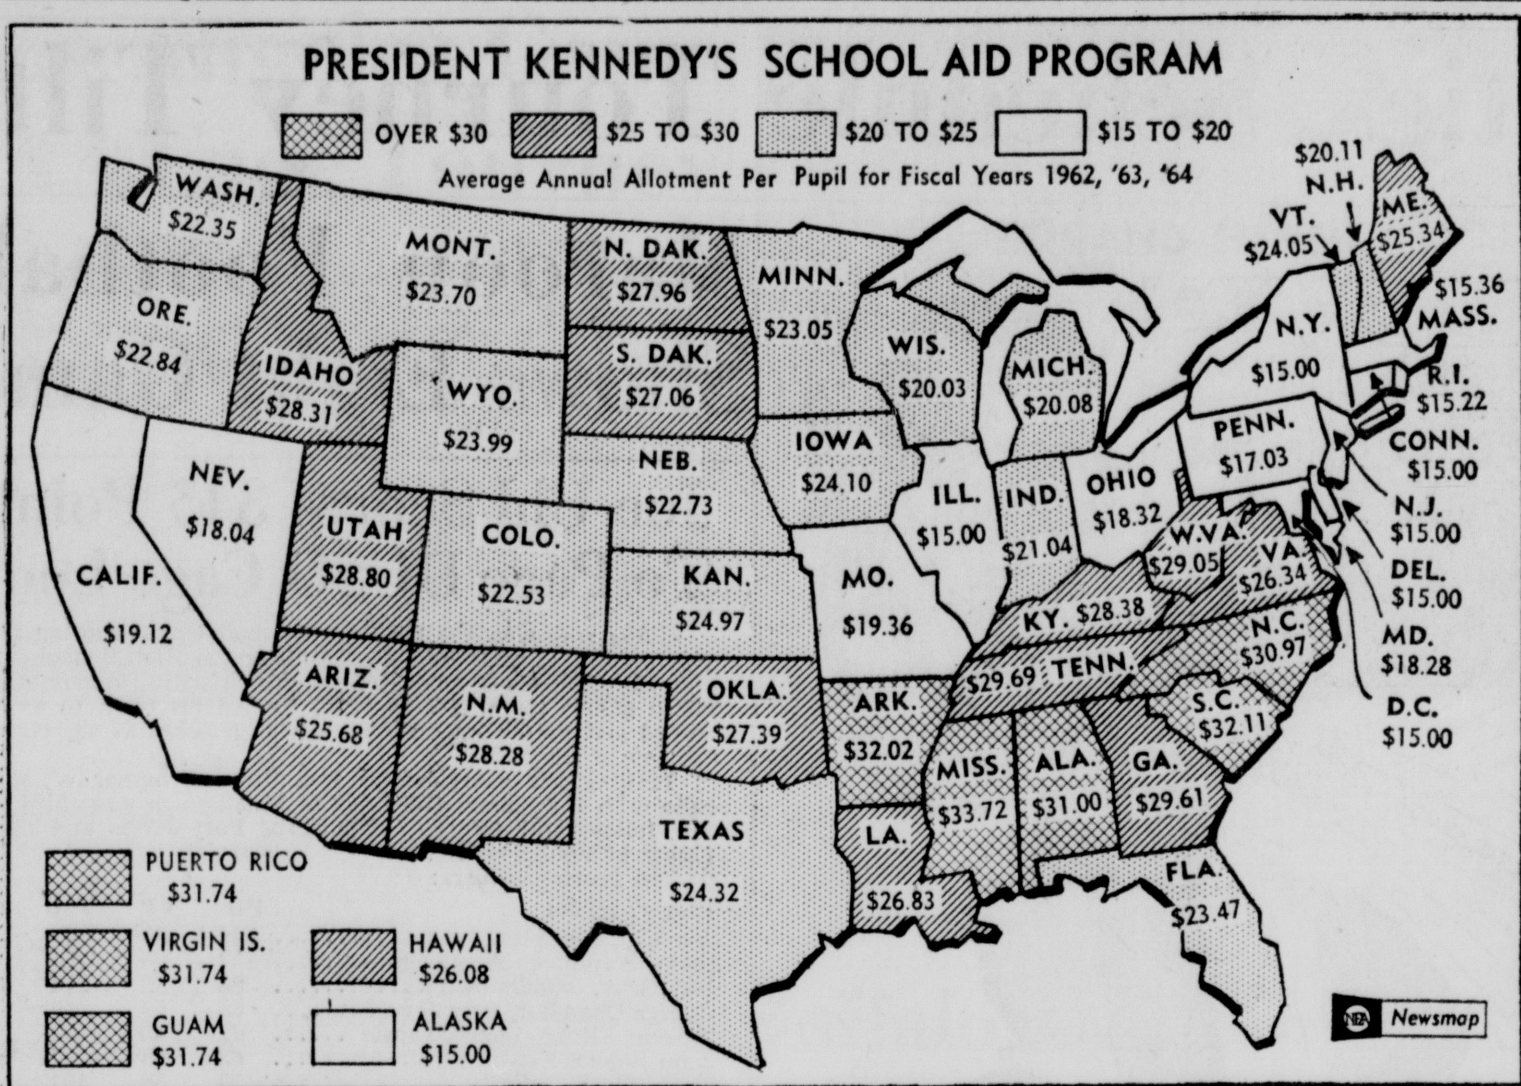 PRESIDENT KENNEDY'S SCHOOL AID PROGRAM
OVER $30
$25 TO $30
$20 TO $25
$15 TO $20
Average Annual Allotment Per Pupil for Fiscal Years 1962, '63, '64
WASH.
$22.35
ORE.
$22.84
CALIF.
$19.12
NEV.
$18.04
IDAHO
$28.31
MONT.
$23.70
WYO.
$23.99
UTAH
$28.80
COLO.
$22.53
ARIZ.
$25.68
N.M.
$28.28
N. DAK.
$27.96
S. DAK.
$27.06
NEB.
$22.73
KAN.
$24.97
OKLA.
$27.39
TEXAS
$24.32
MINN.
$23.05
IOWA
$24.10
MO.
$19.36
ARK.
$32.02
LA.
$26.83
WIS.
$20.03
ILL.
$15.00
MICH.
$20.08
IND.
$21.04
OHIO
$18.32
KY. $28.38
$29.69 TENN.
MISS.
$33.72
ALA.
$31.00
GA.
$29.61
FLA.
$23.47
S.C.
$32.11
N.C.
$30.97
VA.
$26.34
W.VA.
$29.05
PENN.
$17.03
N.Y.
$15.00
VT.
$24.05
$20.11
N.H.
ME.
$25.34
$15.36
MASS.
R.I.
$15.22
CONN.
$15.00
N.J.
$15.00
DEL.
$15.00
MD.
$18.28
D.C.
$15.00
PUERTO RICO
$31.74
VIRGIN IS.
$31.74
GUAM
$31.74
HAWAII
$26.08
ALASKA
$15.00
NEA
Newsmap